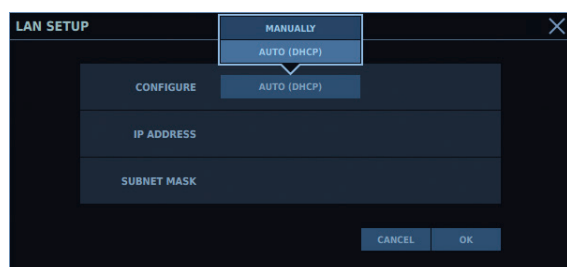 LAN SETUP
MANUALLY
AUTO (DHCP)
CONFIGURE AUTO (DHCP)
IP ADDRESS
SUBNET MASK
CANCEL OK